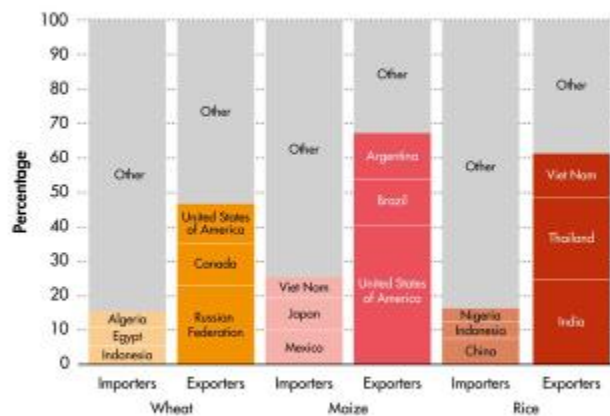 100
90
80
70
60
50
40
30
20
10
0
Percentage
Other
Algeria
Egypt
Indonesia
Other
United States
of America
Canada
Russian
Federation
Other
Viet Nam
Japan
Mexico
Other
Argentina
Brazil
United States
of America
Other
Nigeria
Indonesia
China
Other
Viet Nam
Thailand
India
Importers Exporters Importers Exporters Importers Exporters
Wheat Maize Rice